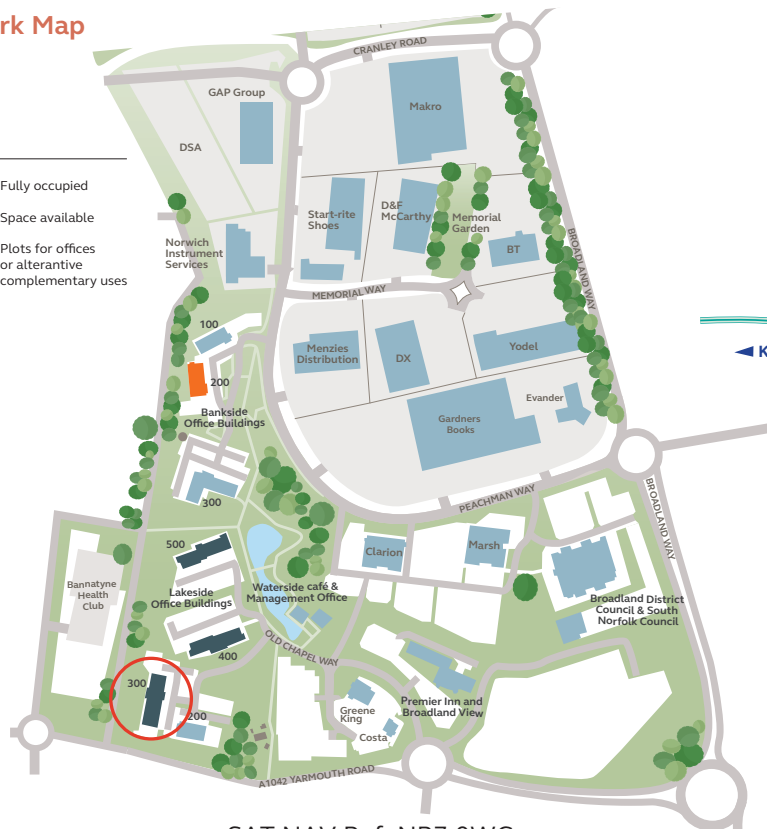 rk Map
Fully occupied
Space available
Plots for offices
or alterantive
complementary uses
CRANLEY ROAD
GAP Group
Makro
DSA
Start-rite
Shoes
D&F
McCarthy
Memorial
Garden
BT
BROADLAND WAY
Norwich
Instrument
Services
MEMORIAL WAY
100
Menzies
Distribution
DX
Yodel
K
200
Bankside
Office Buildings
Evander
Gardners
Books
300
PEACHMAN WAY
BROADLAND WAY
500
Clarion
Marsh
Bannatyne
Health
Club
Lakeside
Office Buildings
Waterside café &
Management Office
Broadland District
Council & South
Norfolk Council
OLD CHAPEL WAY
400
300
200
Greene
King
Costa
Premier Inn and
Broadland View
A1042 YARMOUTH ROAD